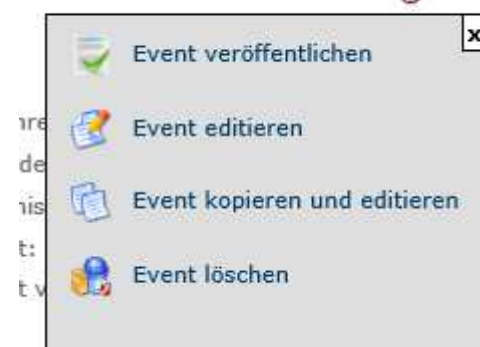 x
Event veröffentlichen
Event editieren
Event kopieren und editieren
Event löschen